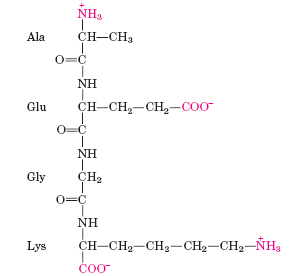 ⁺NH₃
Ala CH—CH₃
O=C
NH
Glu CH—CH₂—CH₂—COO⁻
O=C
NH
Gly CH₂
O=C
NH
Lys CH—CH₂—CH₂—CH₂—CH₂—⁺NH₃
COO⁻